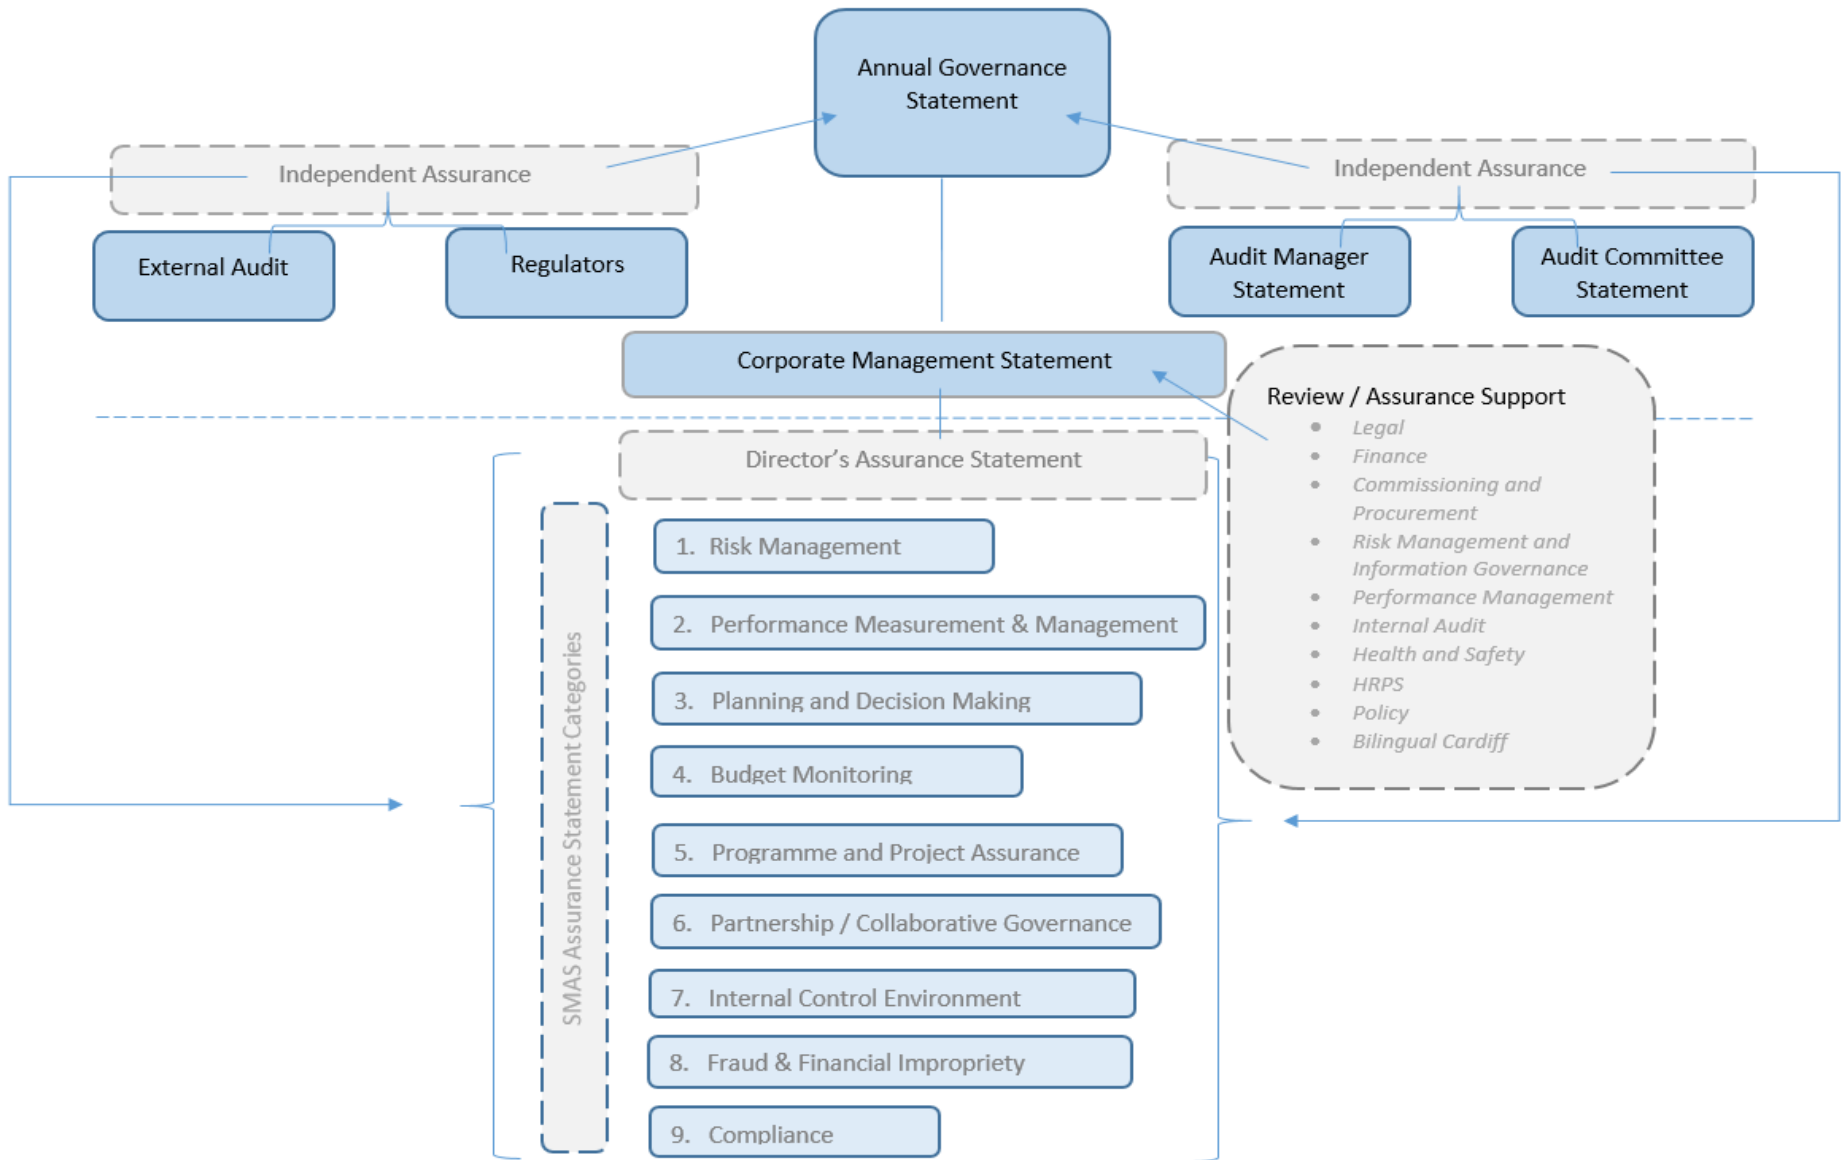 Annual Governance
Statement
Independent Assurance
Independent Assurance
External Audit
Regulators
Audit Manager
Statement
Audit Committee
Statement
Corporate Management Statement
Review / Assurance Support
• Legal
• Finance
• Commissioning and
Procurement
• Risk Management and
Information Governance
• Performance Management
• Internal Audit
• Health and Safety
• HRPS
• Policy
• Bilingual Cardiff
Director’s Assurance Statement
SMAS Assurance Statement Categories
1. Risk Management
2. Performance Measurement & Management
3. Planning and Decision Making
4. Budget Monitoring
5. Programme and Project Assurance
6. Partnership / Collaborative Governance
7. Internal Control Environment
8. Fraud & Financial Impropriety
9. Compliance